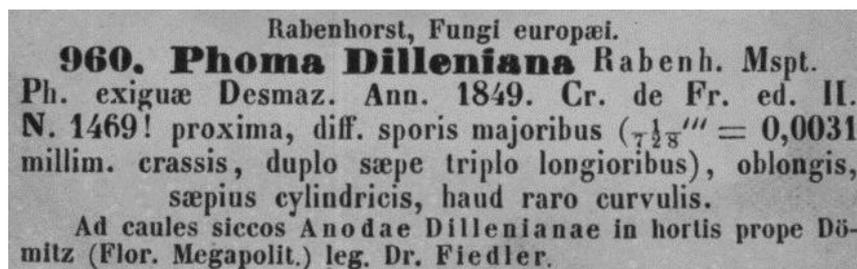 Rabenhorst, Fungi europæi.
960. Phoma Dilleniana Rabenh. Mspt.
Ph. exiguæ Desmaz. Ann. 1849. Cr. de Fr. ed. II.
N. 1469! proxima, diff. sporis majoribus (1/728‴ = 0,0031
millim. crassis, duplo sæpe triplo longioribus), oblongis,
sæpius cylindricis, haud raro curvulis.
Ad caules siccos Anodae Dillenianae in hortis prope Dö-
mitz (Flor. Megapolit.) leg. Dr. Fiedler.